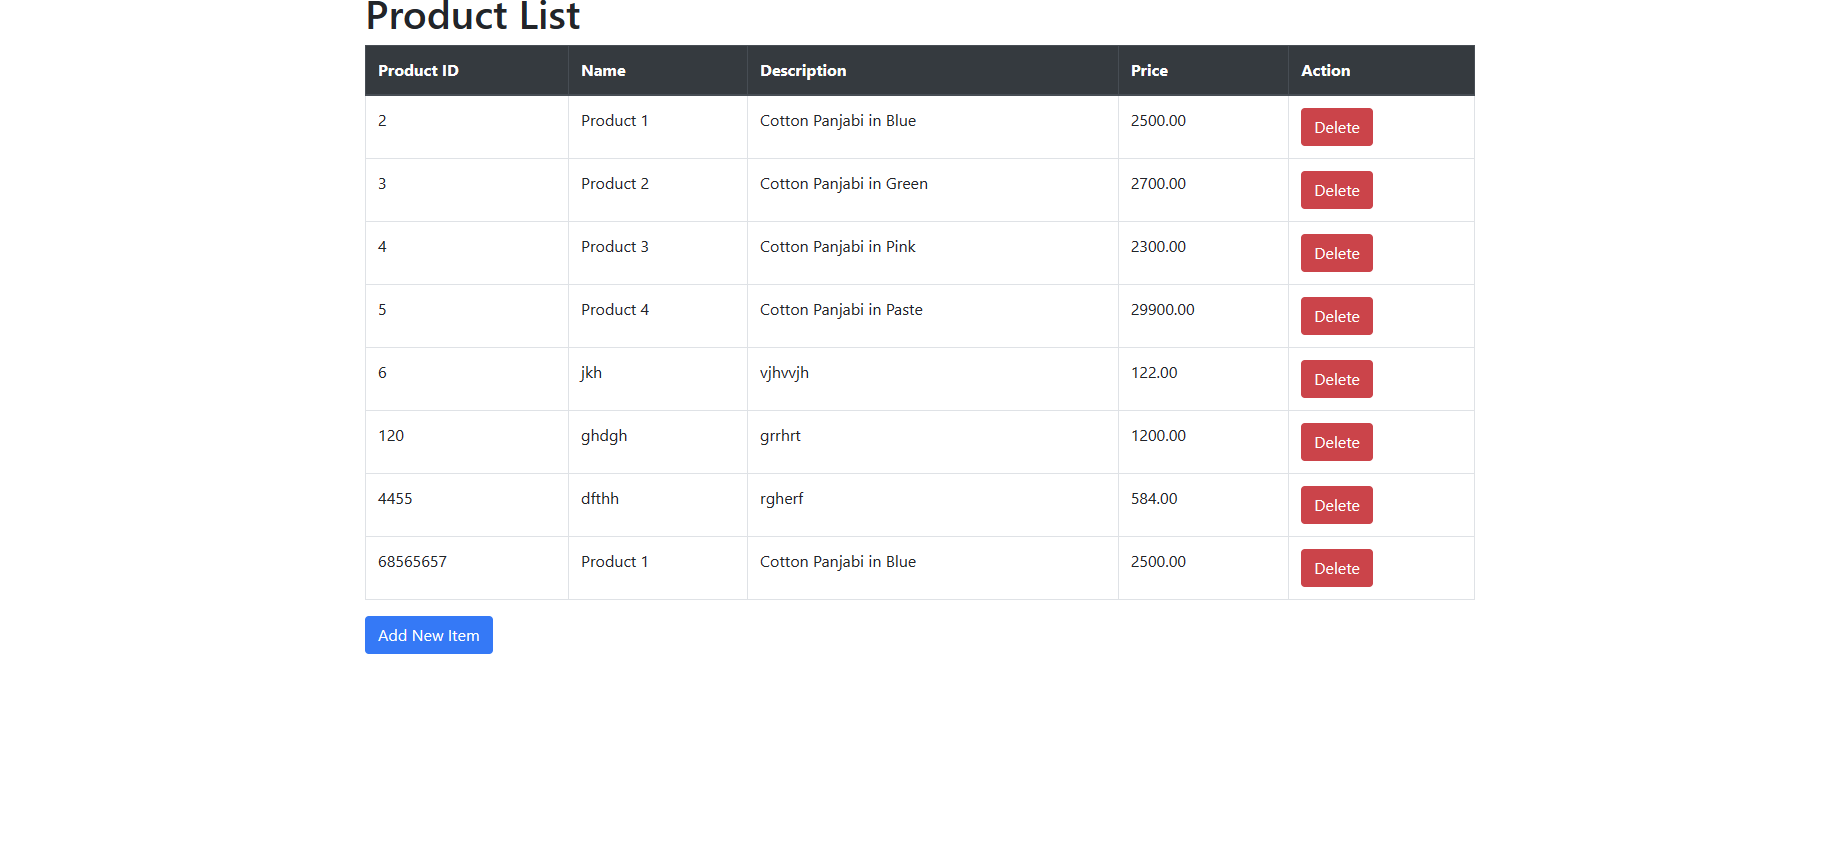 Product List
Product ID Name Description Price Action
2 Product 1 Cotton Panjabi in Blue 2500.00 Delete
3 Product 2 Cotton Panjabi in Green 2700.00 Delete
4 Product 3 Cotton Panjabi in Pink 2300.00 Delete
5 Product 4 Cotton Panjabi in Paste 29900.00 Delete
6 jkh vjhvvjh 122.00 Delete
120 ghdgh grrhrt 1200.00 Delete
4455 dfthh rgherf 584.00 Delete
68565657 Product 1 Cotton Panjabi in Blue 2500.00 Delete
Add New Item